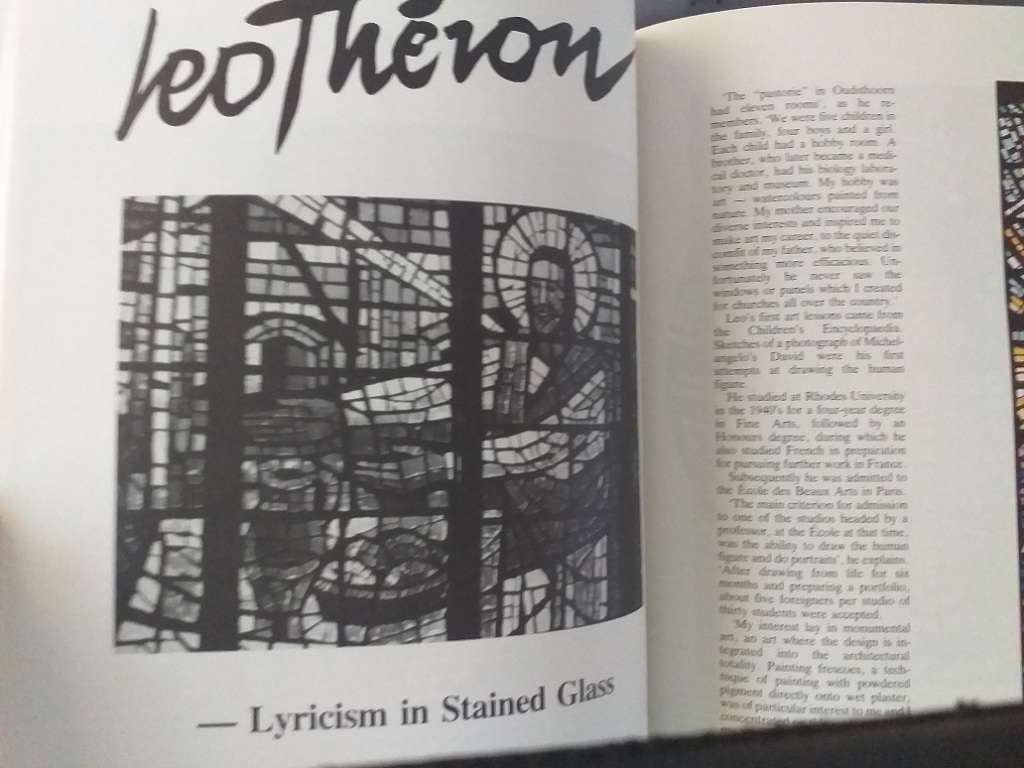 leo Théron
— Lyricism in Stained Glass
'The "pastorie" in Oudtshoorn
had eleven rooms', as he re-
members. 'We were five children in
the family, four boys and a girl.
Each child had a hobby room. A
brother, who later became a medi-
cal doctor, had his biology labora-
tory and museum. My hobby was
art — watercolours painted from
nature. My mother encouraged our
diverse interests and inspired me to
make art my career, to the quiet dis-
comfit of my father, who believed in
something more efficacious. Un-
fortunately he never saw the
windows or panels which I created
for churches all over the country.'
Leo's first art lessons came from
the Children's Encyclopaedia.
Sketches of a photograph of Michel-
angelo's David were his first
attempts at drawing the human
figure.
He studied at Rhodes University
in the 1940's for a four-year degree
in Fine Arts, followed by an
Honours degree, during which he
also studied French in preparation
for pursuing further work in France.
Subsequently he was admitted to
the École des Beaux Arts in Paris.
'The main criterion for admission
to one of the studios headed by a
professor, at the École at that time,
was the ability to draw the human
figure and do portraits', he explains.
'After drawing from life for six
months and preparing a portfolio,
about five foreigners per studio of
thirty students were accepted.
'My interest lay in monumental
art, an art where the design is in-
tegrated into the architectural
totality. Painting frescoes, a tech-
nique of painting with powdered
pigment directly onto wet plaster,
was of particular interest to me and I
concentrated